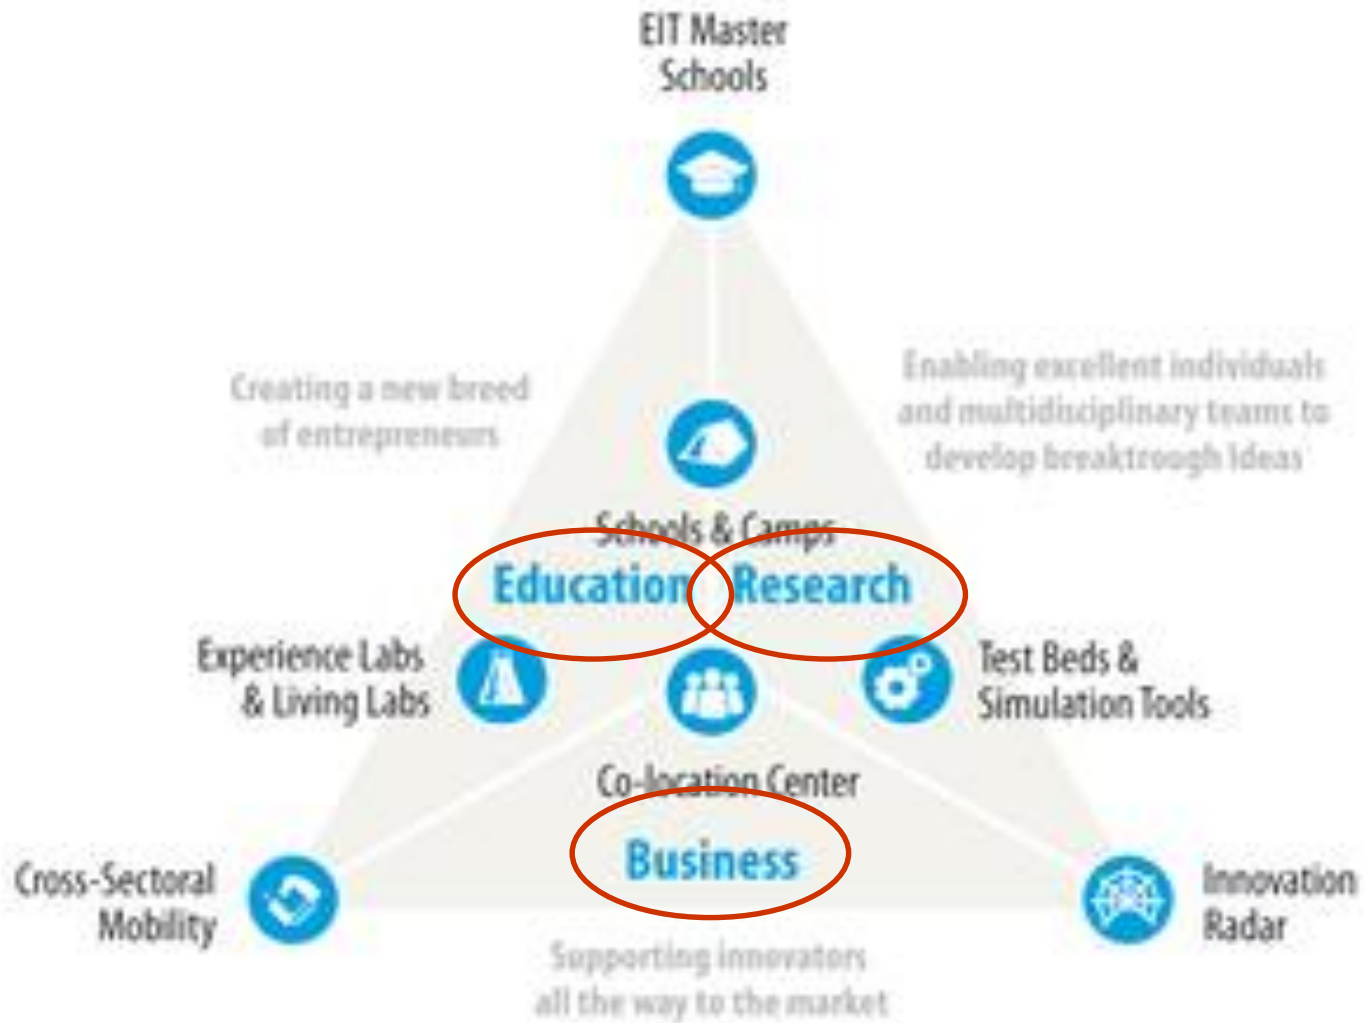 EIT Master
Schools
Creating a new breed
of entrepreneurs
Enabling excellent individuals
and multidisciplinary teams to
develop breaktrough ideas
Schools & Camps
Education
Research
Experience Labs
& Living Labs
Test Beds &
Simulation Tools
Co-location Center
Business
Cross-Sectoral
Mobility
Innovation
Radar
Supporting innovators
all the way to the market